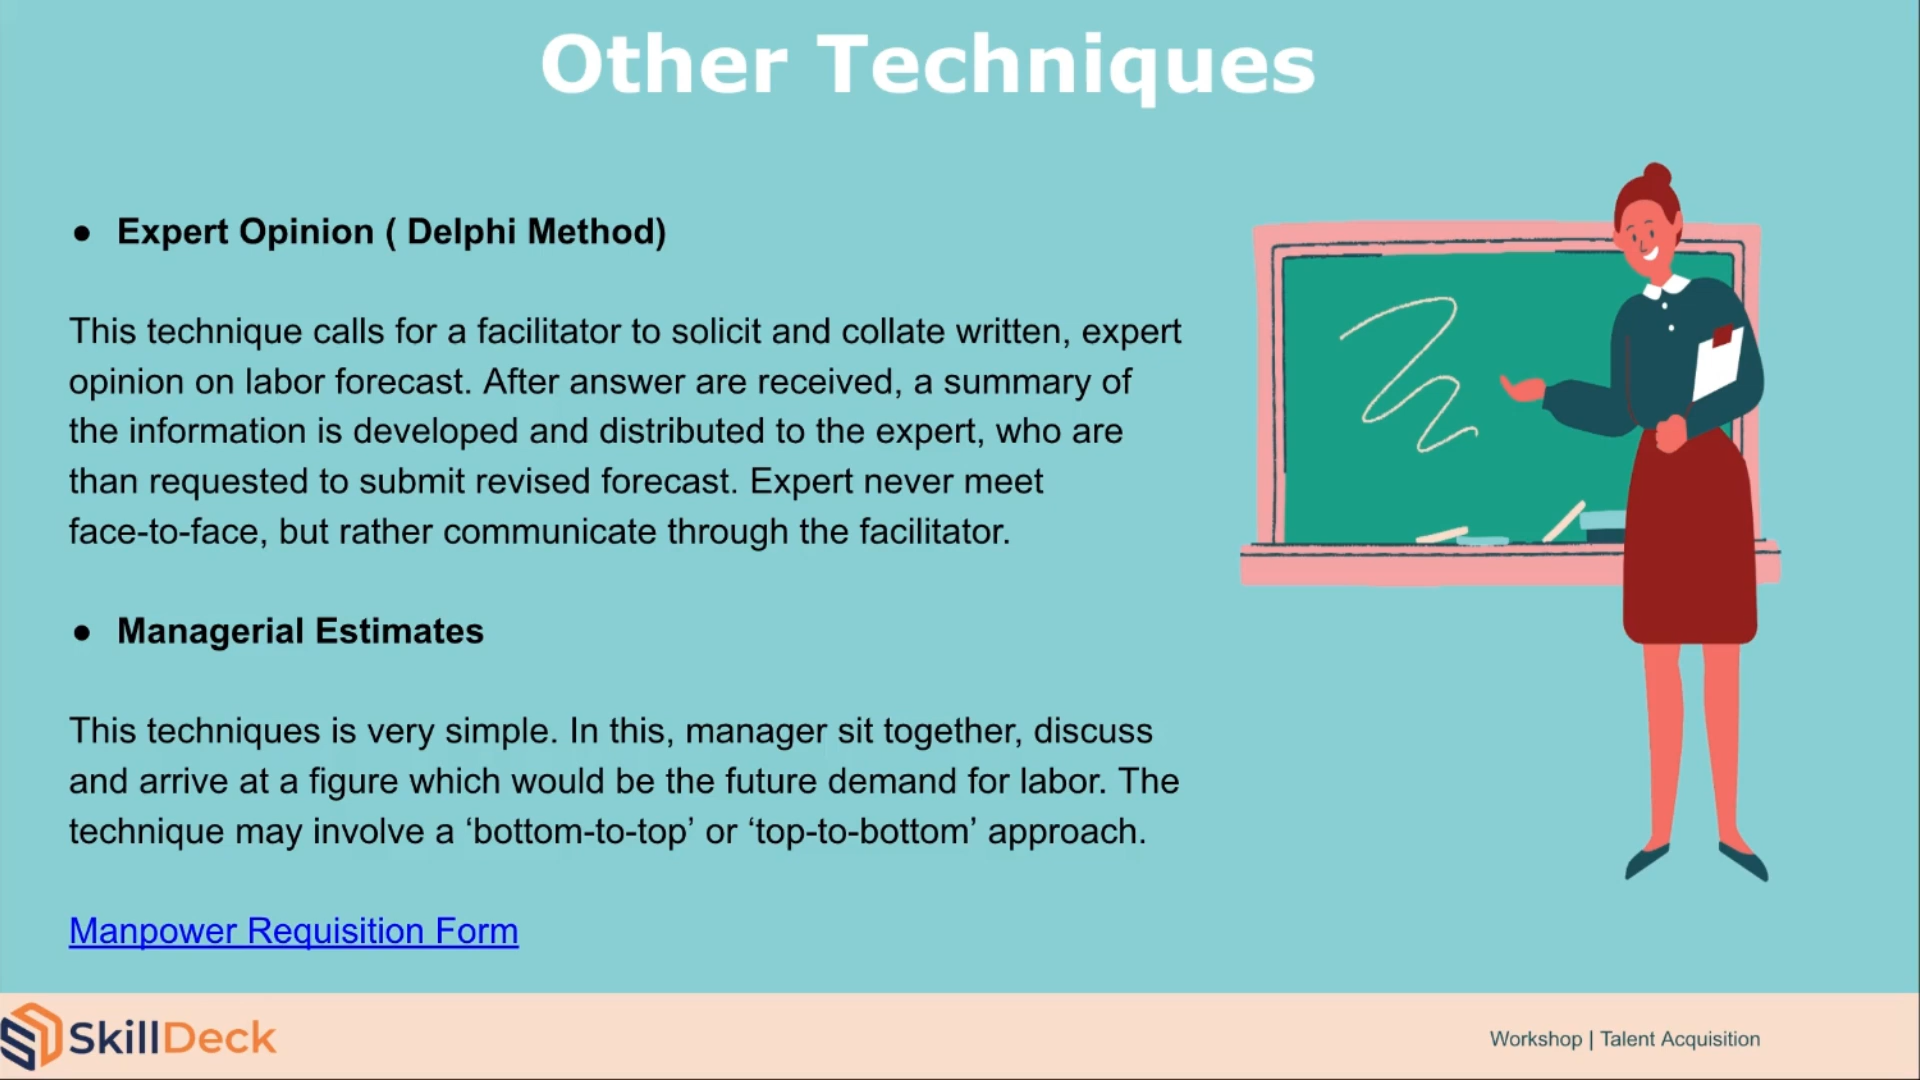 Other Techniques
● Expert Opinion ( Delphi Method)
This technique calls for a facilitator to solicit and collate written, expert
opinion on labor forecast. After answer are received, a summary of
the information is developed and distributed to the expert, who are
than requested to submit revised forecast. Expert never meet
face-to-face, but rather communicate through the facilitator.
● Managerial Estimates
This techniques is very simple. In this, manager sit together, discuss
and arrive at a figure which would be the future demand for labor. The
technique may involve a ‘bottom-to-top’ or ‘top-to-bottom’ approach.
Manpower Requisition Form
SkillDeck
Workshop | Talent Acquisition